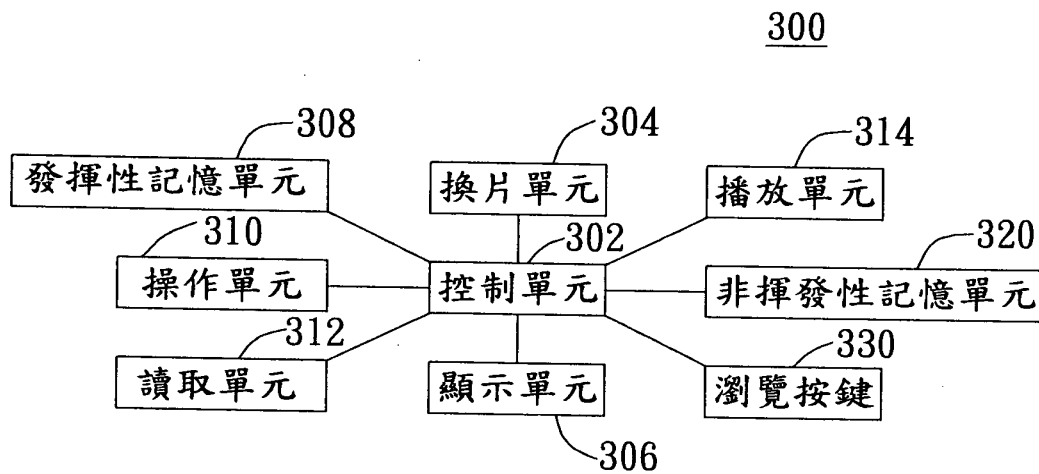 300
308
304
314
發揮性記憶單元
換片單元
播放單元
310
302
320
操作單元
控制單元
非揮發性記憶單元
312
330
讀取單元
顯示單元
瀏覽按鍵
306